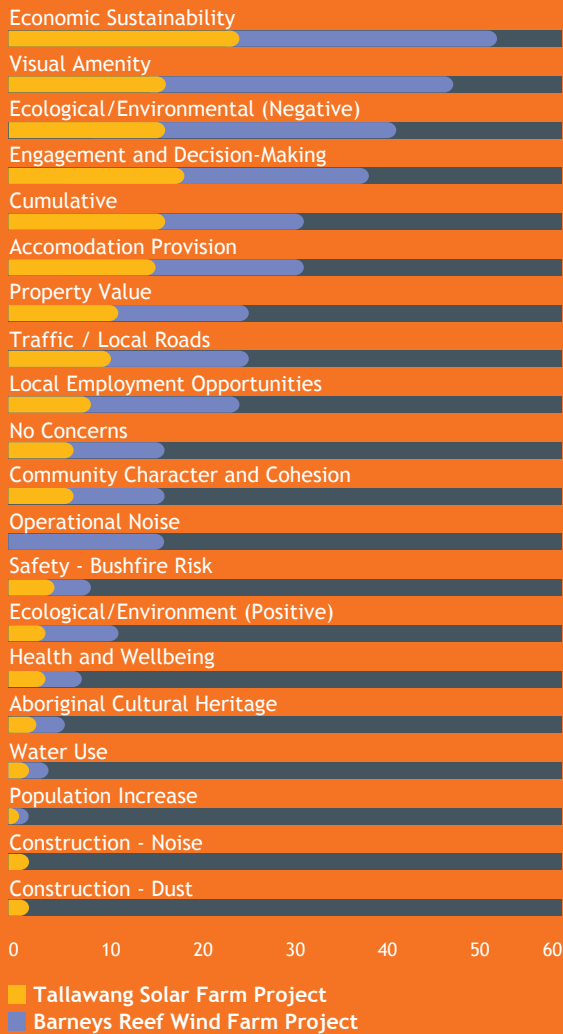 Economic Sustainability
Visual Amenity
Ecological/Environmental (Negative)
Engagement and Decision-Making
Cumulative
Accomodation Provision
Property Value
Traffic / Local Roads
Local Employment Opportunities
No Concerns
Community Character and Cohesion
Operational Noise
Safety - Bushfire Risk
Ecological/Environment (Positive)
Health and Wellbeing
Aboriginal Cultural Heritage
Water Use
Population Increase
Construction - Noise
Construction - Dust
0 10 20 30 40 50 60
Tallawang Solar Farm Project
Barneys Reef Wind Farm Project